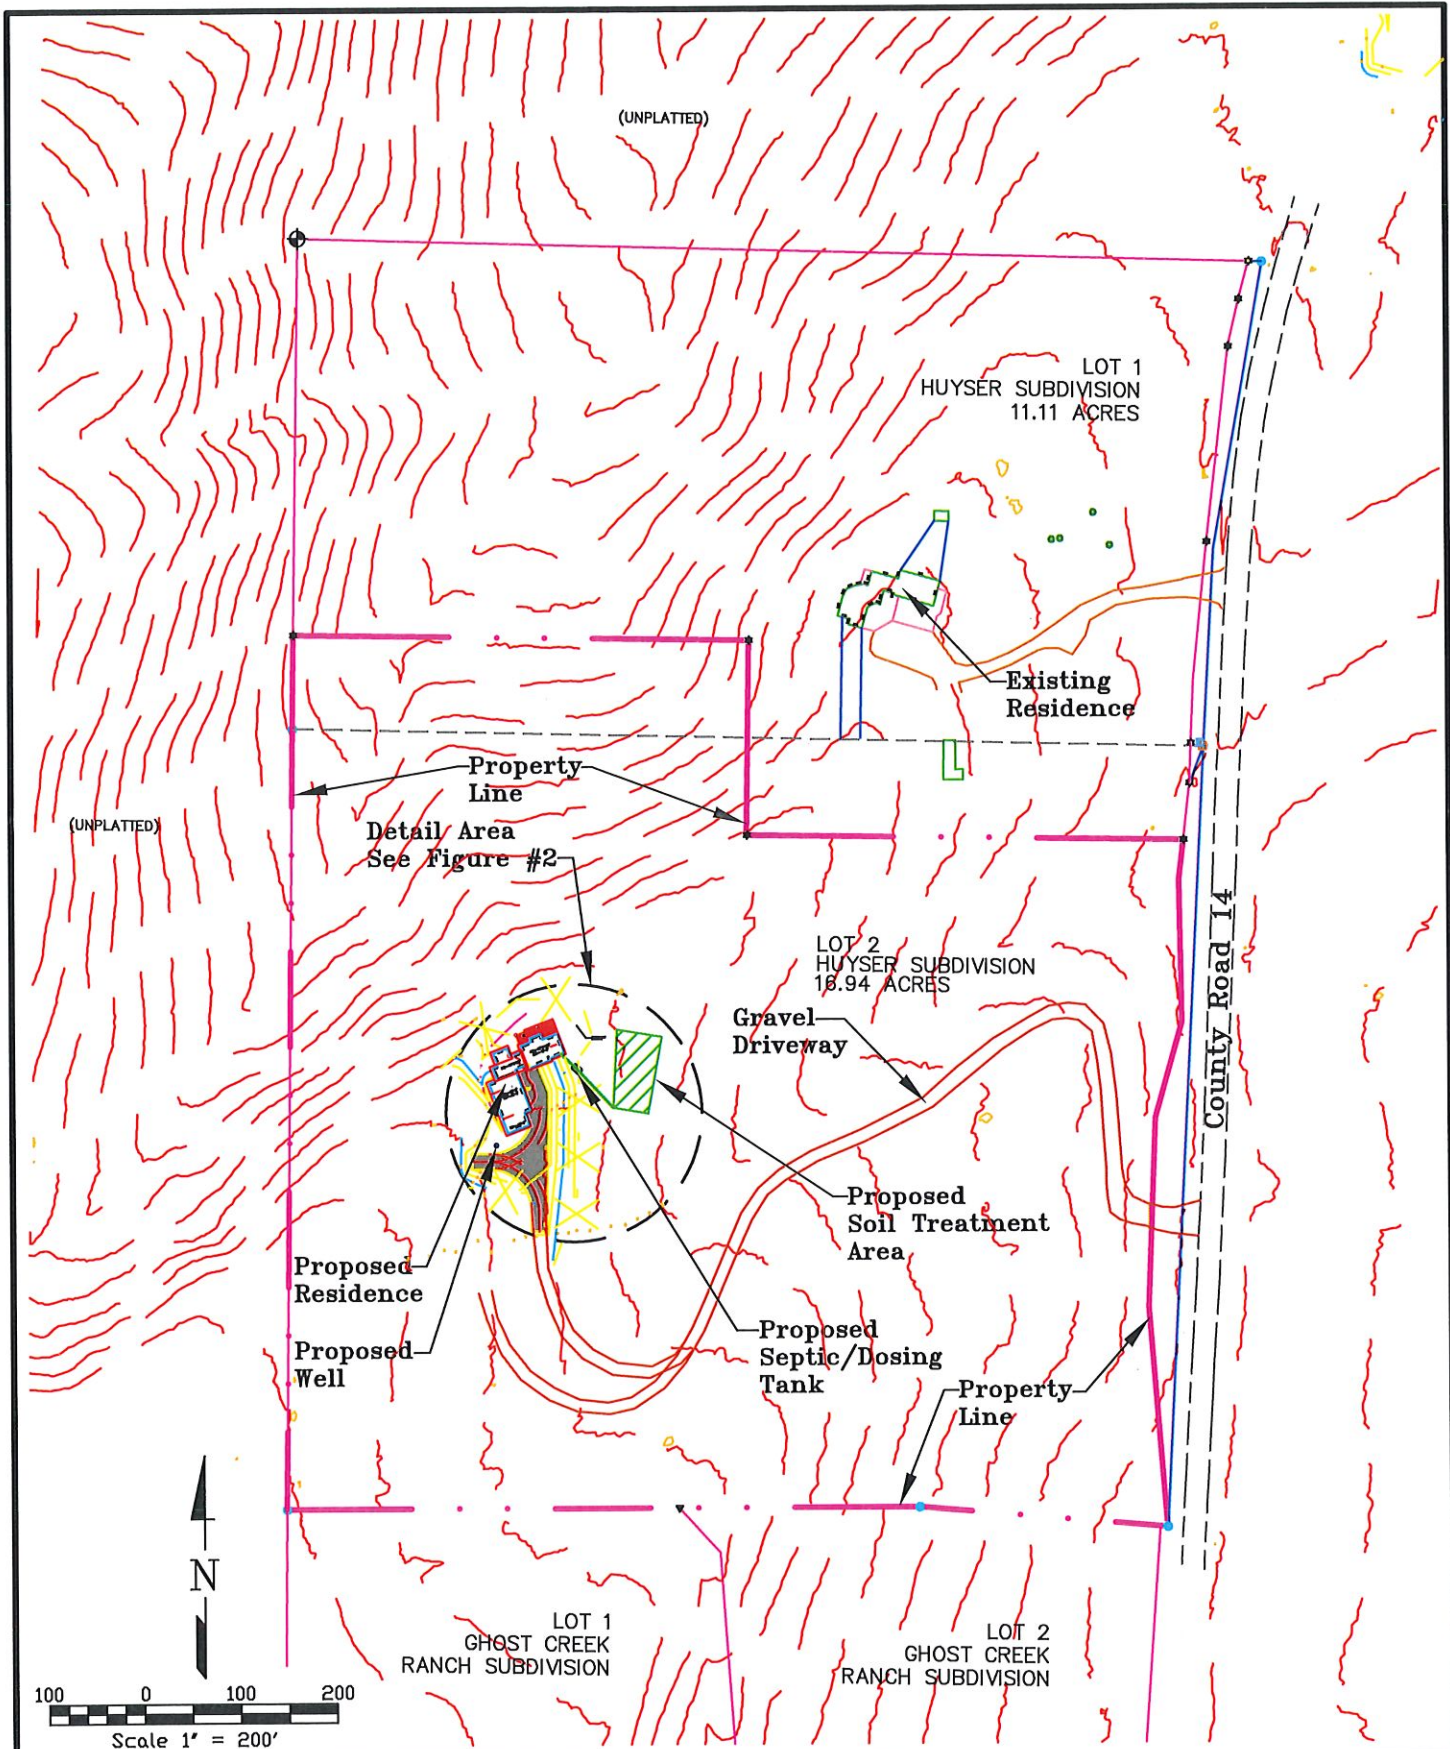 (UNPLATTED)
LOT 1
HUYSER SUBDIVISION
11.11 ACRES
Existing
Residence
Property
Line
(UNPLATTED)
Detail Area
See Figure #2
LOT 2
HUYSER SUBDIVISION
16.94 ACRES
County Road 14
Gravel
Driveway
Proposed
Soil Treatment
Area
Proposed
Residence
Proposed
Well
Proposed
Septic/Dosing
Tank
Property
Line
N
LOT 1
GHOST CREEK
RANCH SUBDIVISION
LOT 2
GHOST CREEK
RANCH SUBDIVISION
100 0 100 200
Scale 1" = 200'